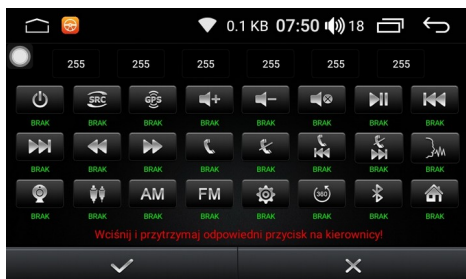 0.1 KB 07:50 18
255 255 255 255 255 255
SRC GPS
BRAK BRAK BRAK BRAK BRAK BRAK BRAK BRAK
BRAK BRAK BRAK BRAK BRAK BRAK BRAK BRAK
AM FM 360
BRAK BRAK BRAK BRAK BRAK BRAK BRAK BRAK
Wciśnij i przytrzymaj odpowiedni przycisk na kierownicy!